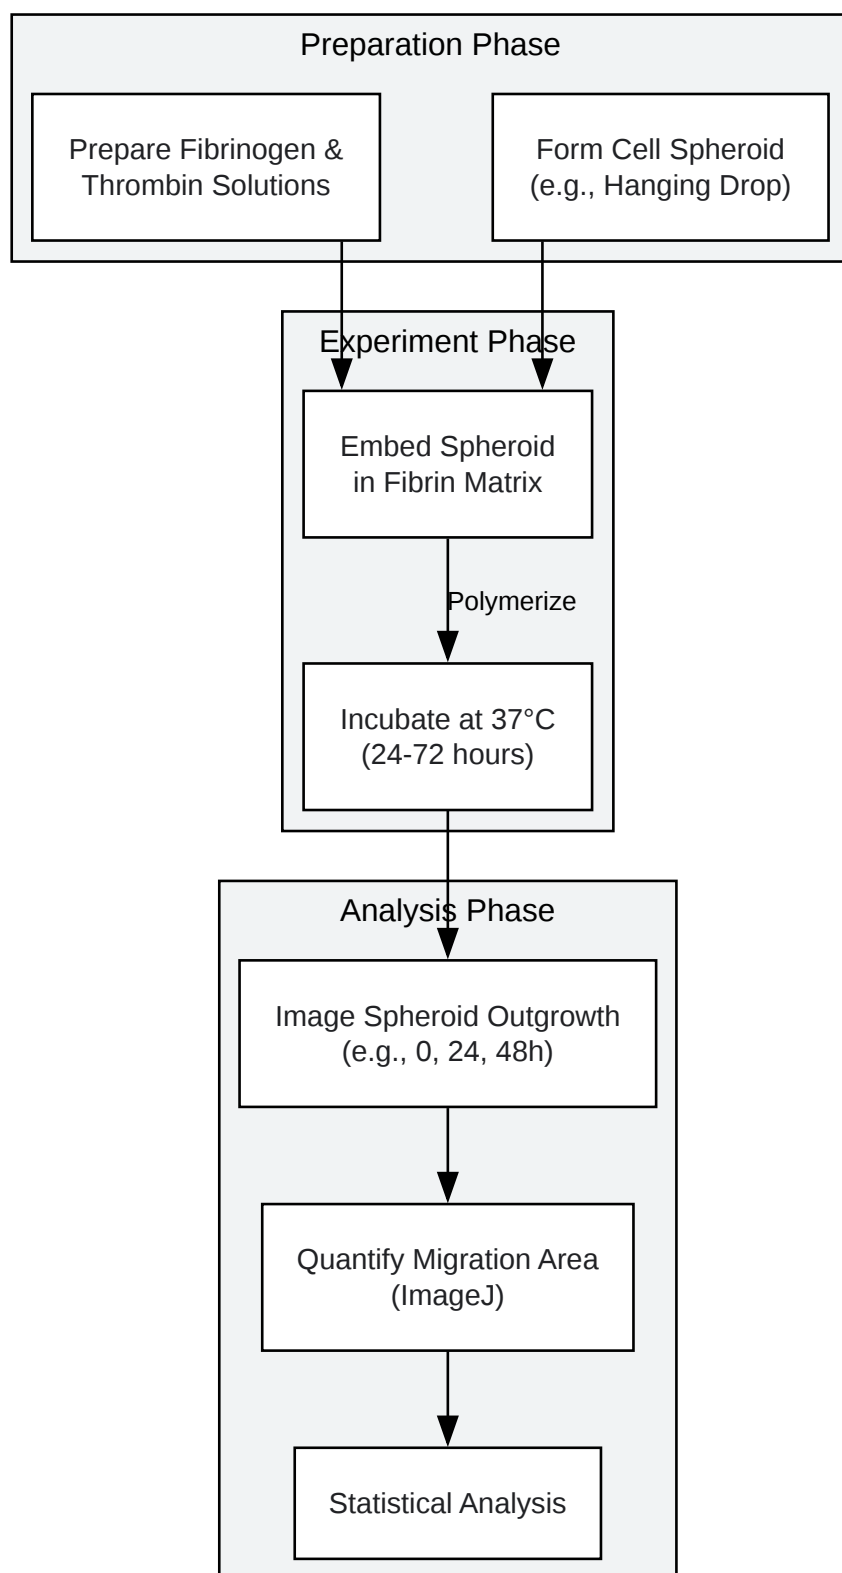 Preparation Phase
Prepare Fibrinogen &
Thrombin Solutions
Form Cell Spheroid
(e.g., Hanging Drop)
Experiment Phase
Embed Spheroid
in Fibrin Matrix
Polymerize
Incubate at 37°C
(24-72 hours)
Analysis Phase
Image Spheroid Outgrowth
(e.g., 0, 24, 48h)
Quantify Migration Area
(ImageJ)
Statistical Analysis